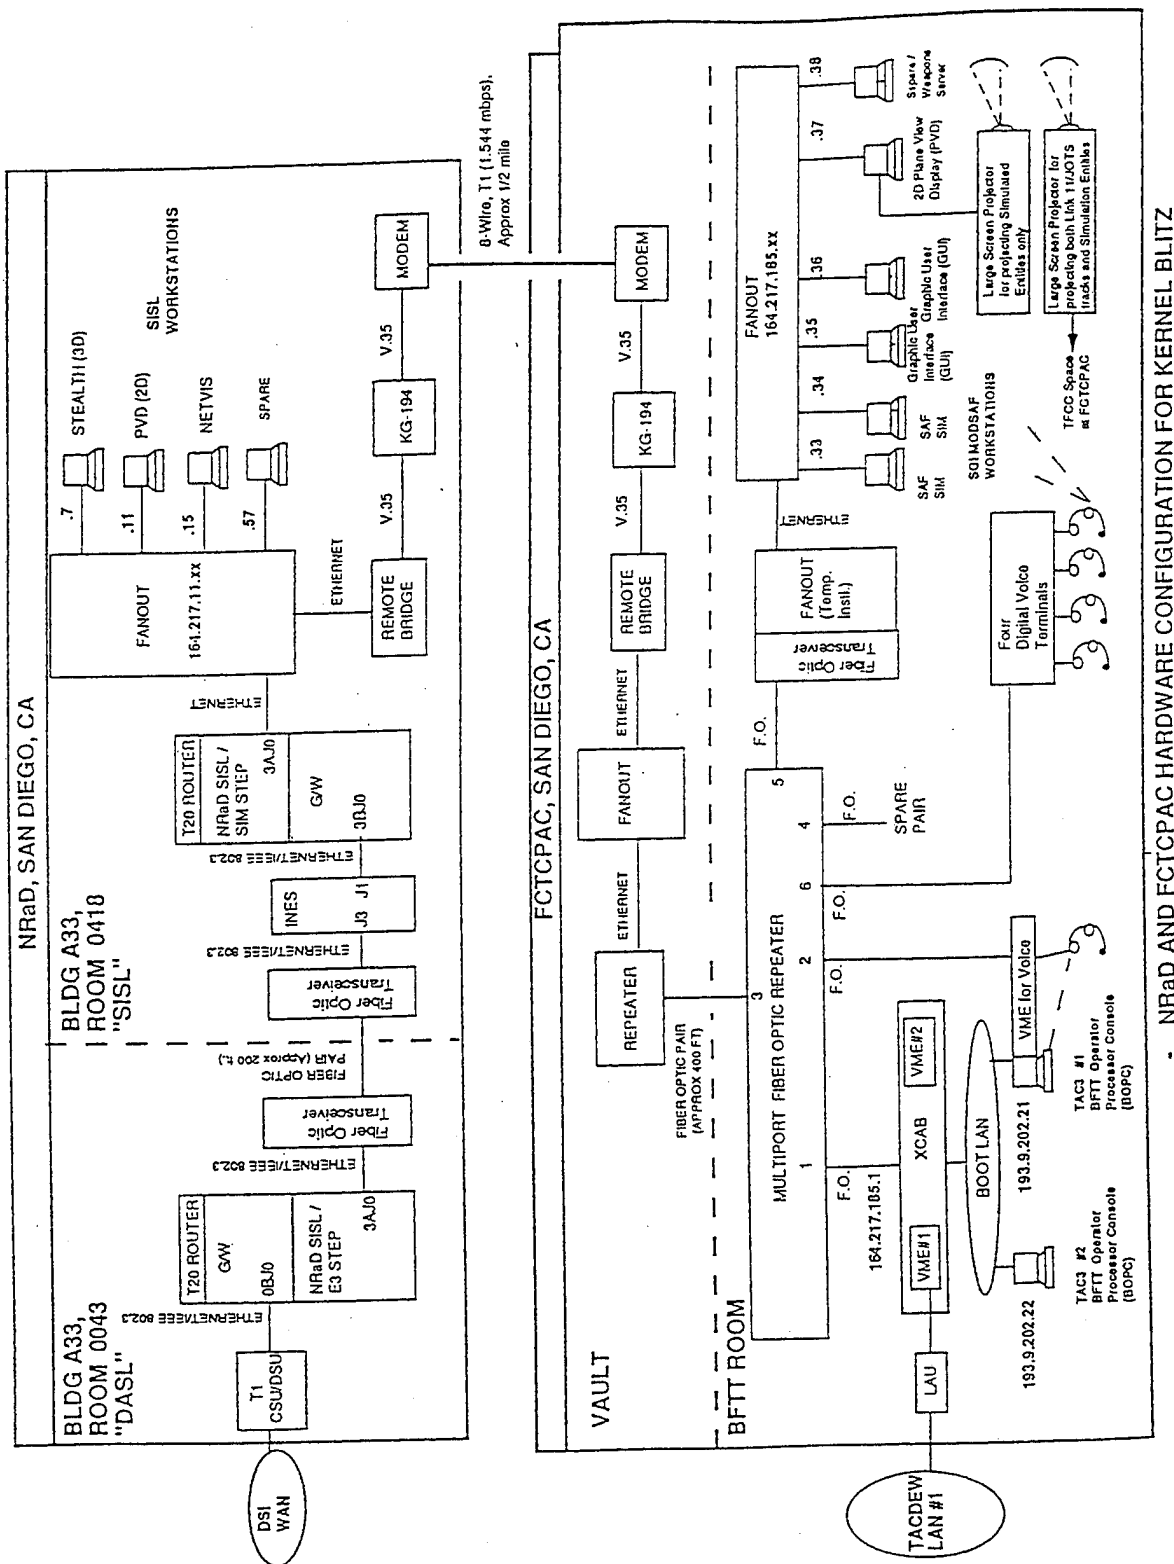 NRaD, SAN DIEGO, CA
BLDG A33,
ROOM 0043
"DASL"
BLDG A33,
ROOM 0418
"SISL"
DSI
WAN
T1
CSU/DSU
ETHERNET/IEEE 802.3
T20 ROUTER
G/W
0BJ0
NRaD SISL /
E3 STEP
3AJ0
ETHERNET/IEEE 802.3
Fiber Optic
Transceiver
FIBER OPTIC
PAIR (Approx 200 ft.)
Fiber Optic
Transceiver
ETHERNET/IEEE 802.3
INES
J3 J1
ETHERNET/IEEE 802.3
T20 ROUTER
NRaD SISL /
SIM STEP
3AJ0
G/W
3BJ0
ETHERNET
FANOUT
164.217.11.xx
.7
.11
.15
.57
STEALTH (3D)
PVD (2D)
NETVIS
SPARE
SISL
WORKSTATIONS
ETHERNET
REMOTE
BRIDGE
V.35
KG-194
V.35
MODEM
8-Wire, T1 (1.544 mbps),
Approx 1/2 mile
FCTCPAC, SAN DIEGO, CA
VAULT
REPEATER
ETHERNET
FANOUT
ETHERNET
REMOTE
BRIDGE
V.35
KG-194
V.35
MODEM
FIBER OPTIC PAIR
(APPROX 400 FT)
BFTT ROOM
MULTIPORT FIBER OPTIC REPEATER
3
1
2
6
4
5
F.O.
F.O.
F.O.
F.O.
F.O.
SPARE
PAIR
Fiber Optic
Transceiver
FANOUT
(Temp.
Instl.)
ETHERNET
FANOUT
164.217.185.xx
.33
.34
.35
.36
.37
.38
SAF
SIM
SAF
SIM
Graphic User
Interface
(GUI)
Graphic User
Interface (GUI)
2D Plane View
Display (PVD)
Spare /
Weapons
Server
SQI MODSAF
WORKSTATIONS
Large Screen Projector
for projecting Simulated
Entities only
Large Screen Projector for
projecting both Link 11/JOTS
tracks and Simulation Entities
TFCC Space
at FCTCPAC
Four
Digital Voice
Terminals
164.217.185.1
TACDEW
LAN #1
LAU
VME#1
XCAB
VME#2
BOOT LAN
VME for Voice
193.9.202.22
193.9.202.21
TAC3 #2
BFTT Operator
Processor Console
(BOPC)
TAC3 #1
BFTT Operator
Processor Console
(BOPC)
- NRaD AND FCTCPAC HARDWARE CONFIGURATION FOR KERNEL BLITZ